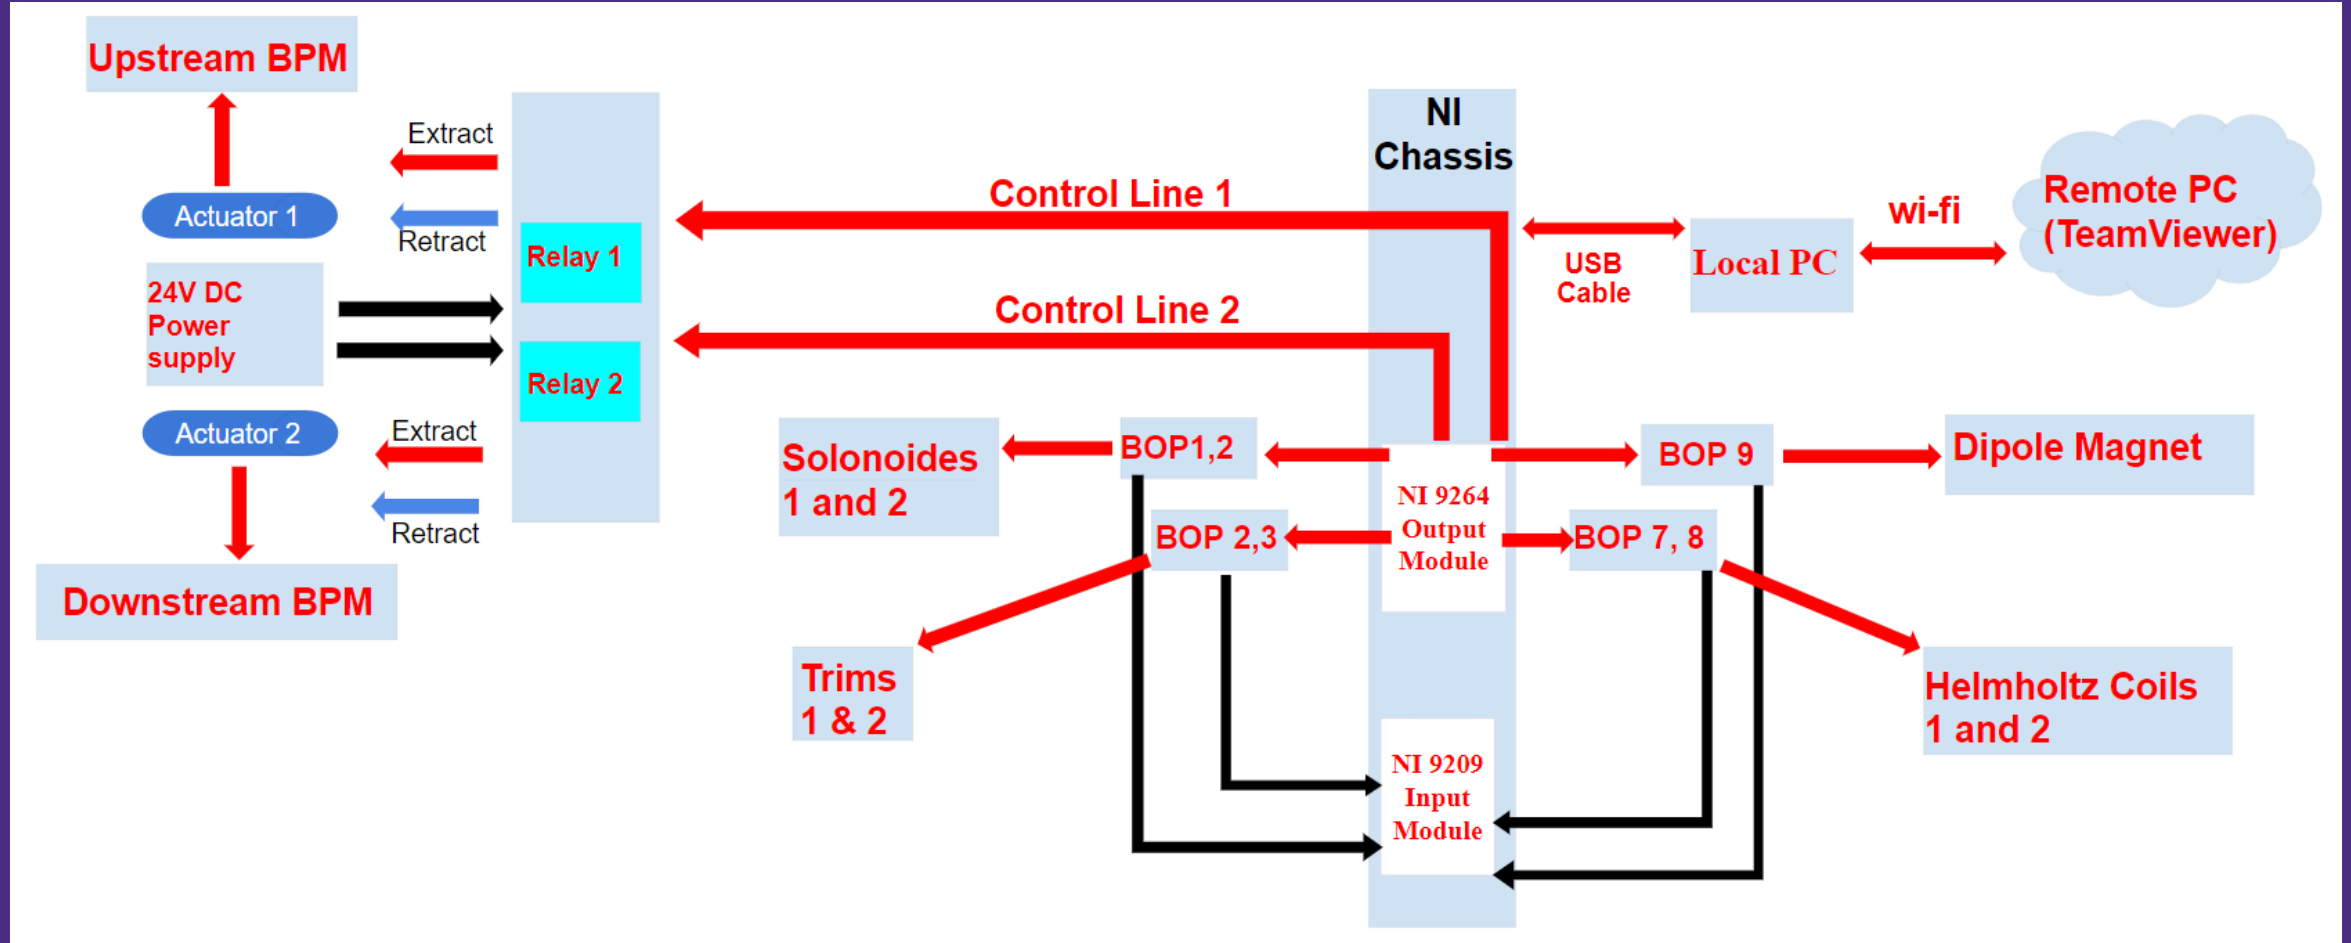 Upstream BPM
Extract
Actuator 1
Retract
24V DC
Power
supply
Actuator 2
Extract
Retract
Downstream BPM
Relay 1
Relay 2
Control Line 1
Control Line 2
NI
Chassis
USB
Cable
Local PC
wi-fi
Remote PC
(TeamViewer)
Solonoides
1 and 2
BOP1,2
BOP 2,3
Trims
1 & 2
NI 9264
Output
Module
BOP 9
BOP 7, 8
Dipole Magnet
Helmholtz Coils
1 and 2
NI 9209
Input
Module